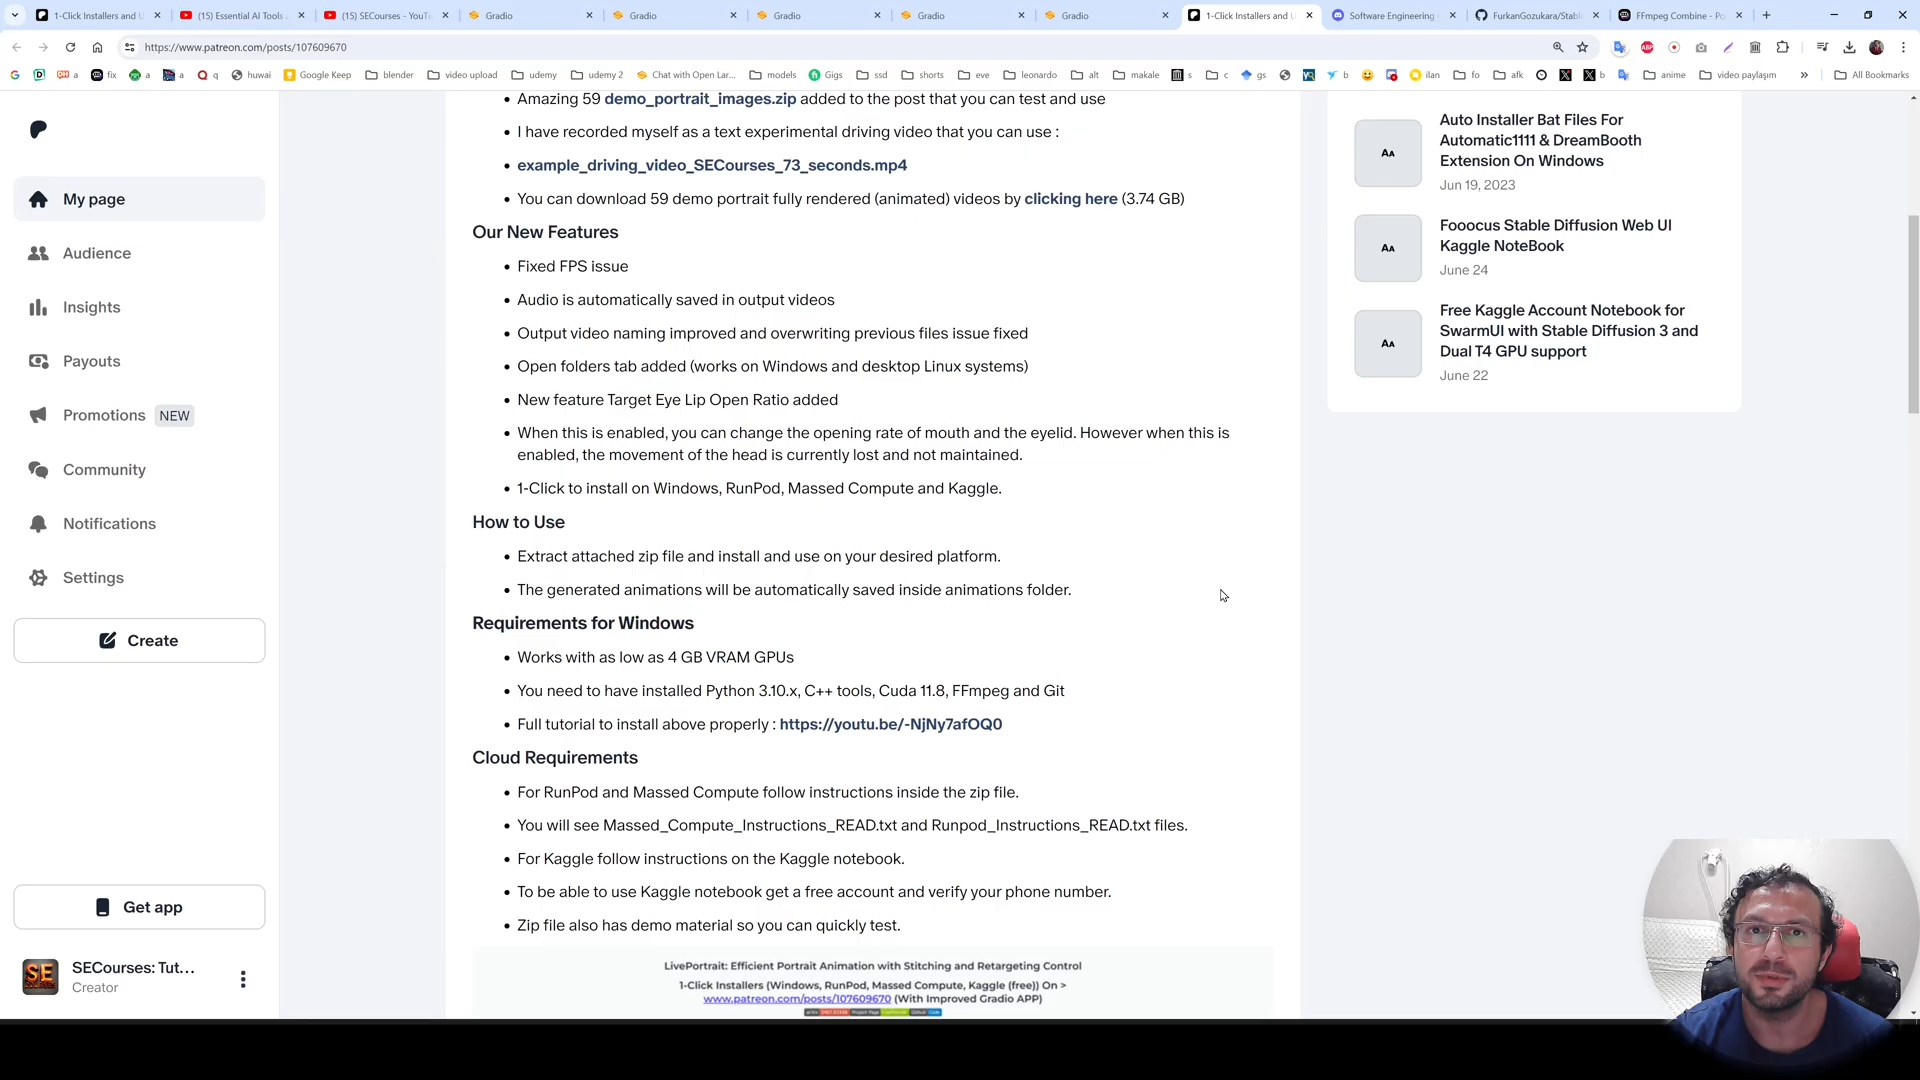 1-Click Installers and U
(15) Essential AI Tools
(15) SECourses - YouTu
Gradio
Gradio
Gradio
Gradio
Gradio
1-Click Installers and U
Software Engineering
FurkanGozukara/Stabl
FFmpeg Combine - Po
https://www.patreon.com/posts/107609670
a
fix
a
a
q
huwai
Google Keep
blender
video upload
udemy
udemy 2
Chat with Open Lar...
models
Gigs
ssd
shorts
eve
leonardo
alt
makale
s
c
gs
b
ilan
fo
afk
b
anime
video paylaşım
»
All Bookmarks
My page
Audience
Insights
Payouts
Promotions NEW
Community
Notifications
Settings
Create
Get app
SE
SECourses: Tut...
Creator
• Amazing 59 demo_portrait_images.zip added to the post that you can test and use
• I have recorded myself as a text experimental driving video that you can use :
• example_driving_video_SECourses_73_seconds.mp4
• You can download 59 demo portrait fully rendered (animated) videos by clicking here (3.74 GB)
Our New Features
• Fixed FPS issue
• Audio is automatically saved in output videos
• Output video naming improved and overwriting previous files issue fixed
• Open folders tab added (works on Windows and desktop Linux systems)
• New feature Target Eye Lip Open Ratio added
• When this is enabled, you can change the opening rate of mouth and the eyelid. However when this is
enabled, the movement of the head is currently lost and not maintained.
• 1-Click to install on Windows, RunPod, Massed Compute and Kaggle.
How to Use
• Extract attached zip file and install and use on your desired platform.
• The generated animations will be automatically saved inside animations folder.
Requirements for Windows
• Works with as low as 4 GB VRAM GPUs
• You need to have installed Python 3.10.x, C++ tools, Cuda 11.8, FFmpeg and Git
• Full tutorial to install above properly : https://youtu.be/-NjNy7afOQ0
Cloud Requirements
• For RunPod and Massed Compute follow instructions inside the zip file.
• You will see Massed_Compute_Instructions_READ.txt and Runpod_Instructions_READ.txt files.
• For Kaggle follow instructions on the Kaggle notebook.
• To be able to use Kaggle notebook get a free account and verify your phone number.
• Zip file also has demo material so you can quickly test.
LivePortrait: Efficient Portrait Animation with Stitching and Retargeting Control
1-Click Installers (Windows, RunPod, Massed Compute, Kaggle (free)) On >
www.patreon.com/posts/107609670 (With Improved Gradio APP)
Aa
Auto Installer Bat Files For
Automatic1111 & DreamBooth
Extension On Windows
Jun 19, 2023
Aa
Fooocus Stable Diffusion Web UI
Kaggle NoteBook
June 24
Aa
Free Kaggle Account Notebook for
SwarmUI with Stable Diffusion 3 and
Dual T4 GPU support
June 22